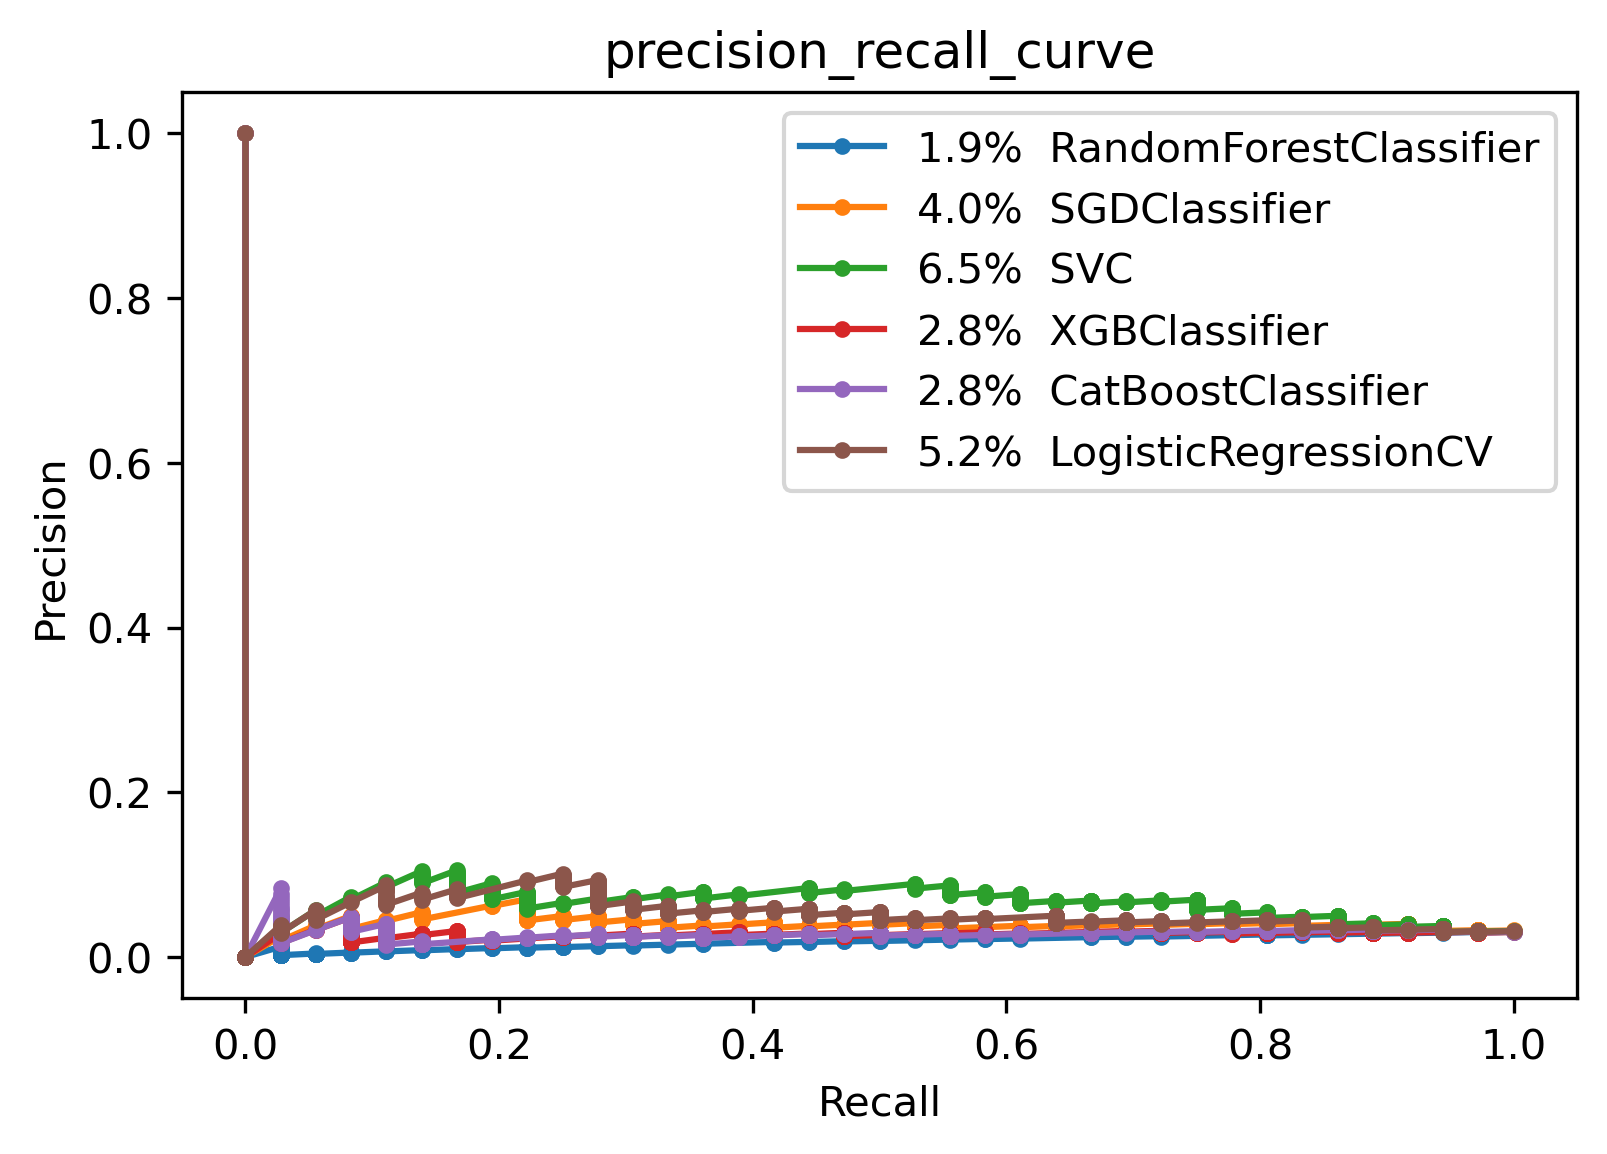 precision_recall_curve
1.0
0.8
0.6
0.4
0.2
0.0
Precision
1.9% RandomForestClassifier
4.0% SGDClassifier
6.5% SVC
2.8% XGBClassifier
2.8% CatBoostClassifier
5.2% LogisticRegressionCV
0.0 0.2 0.4 0.6 0.8 1.0
Recall